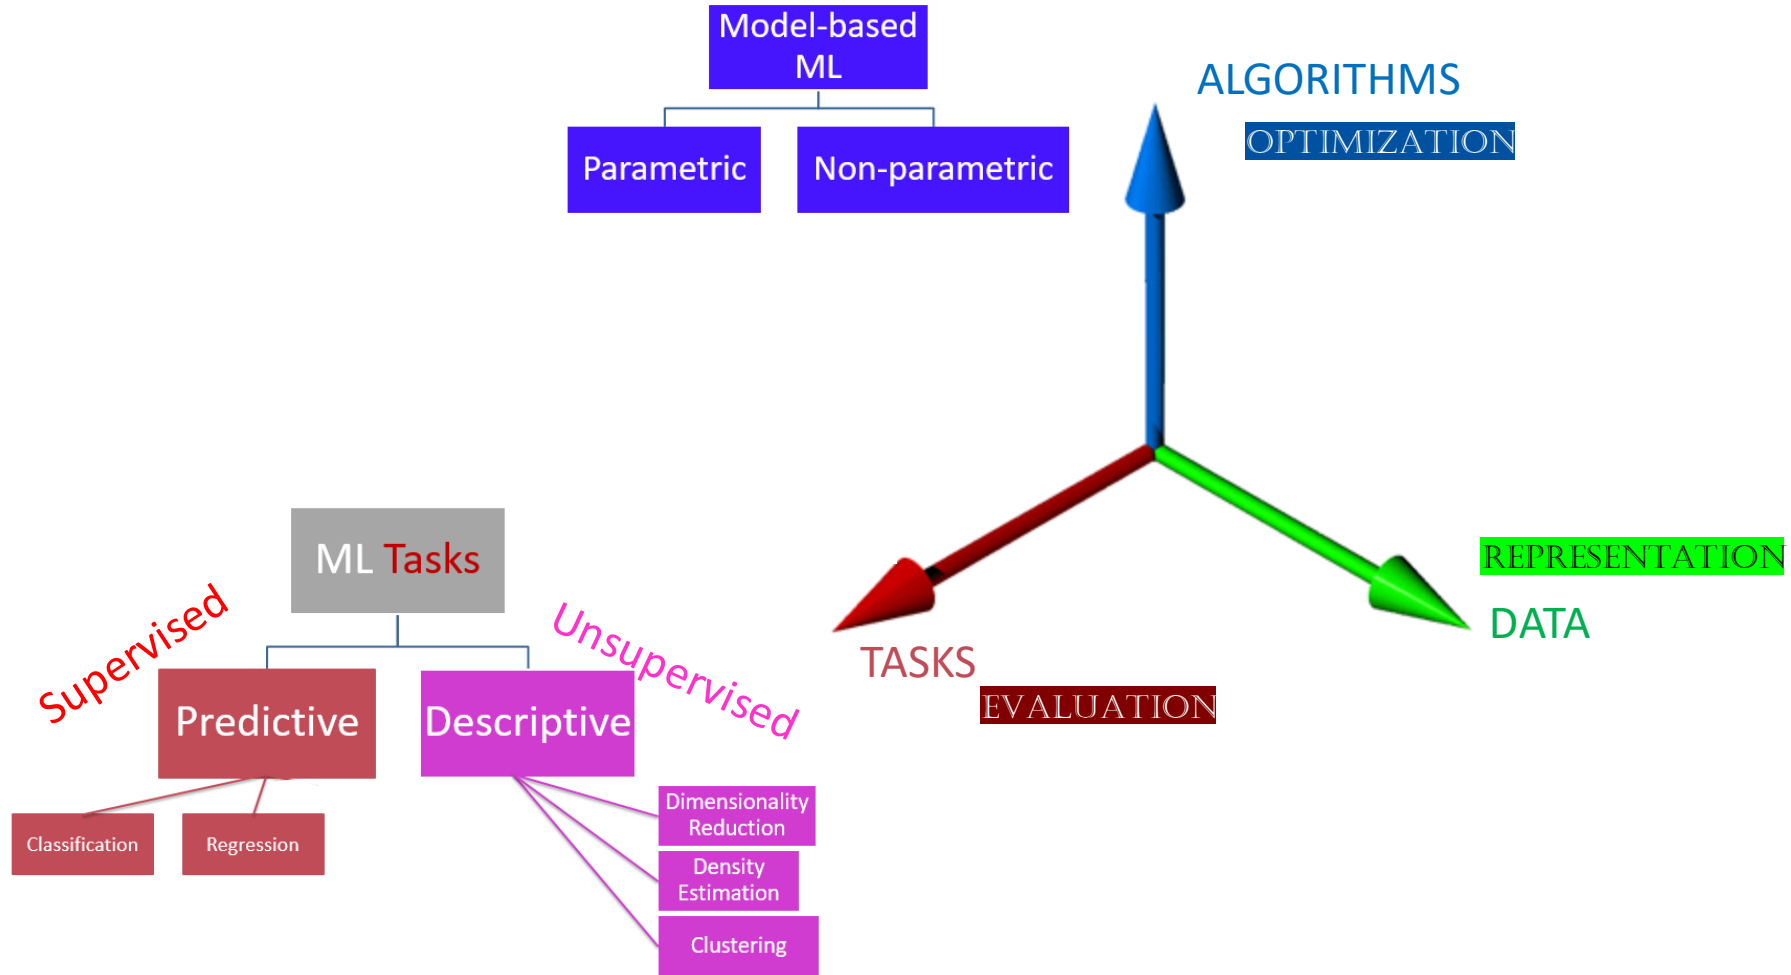 Model-based
ML
Parametric
Non-parametric
ALGORITHMS
OPTIMIZATION
REPRESENTATION
DATA
TASKS
EVALUATION
ML Tasks
Supervised
Unsupervised
Predictive
Descriptive
Classification
Regression
Dimensionality
Reduction
Density
Estimation
Clustering